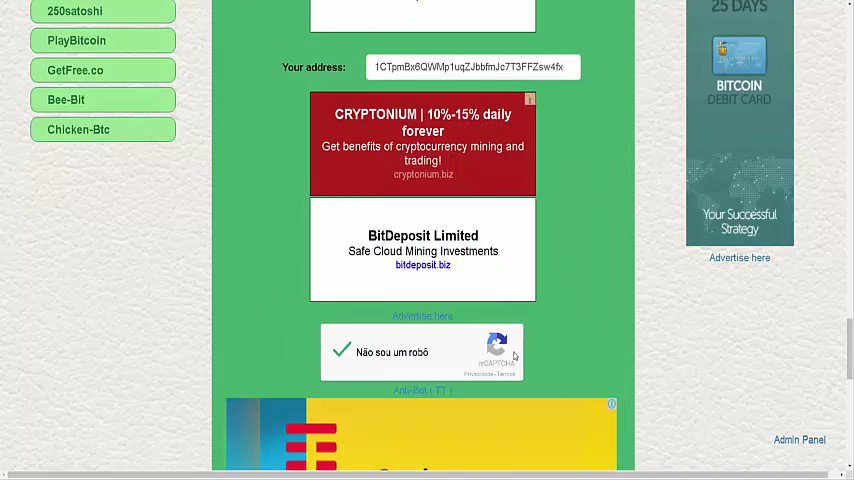 250satoshi
PlayBitcoin
GetFree.co
Bee-Bit
Chicken-Btc
Your address:
1CTpmBx6QWMp1uqZJbbfmJc7T3FFZsw4fx
CRYPTONIUM | 10%-15% daily
forever
Get benefits of cryptocurrency mining and
trading!
cryptonium.biz
BitDeposit Limited
Safe Cloud Mining Investments
bitdeposit.biz
Advertise here
Não sou um robô
reCAPTCHA
Privacidade - Termos
Anti-Bot ( TT )
25 DAYS
BITCOIN
DEBIT CARD
Your Successful
Strategy
Advertise here
Admin Panel